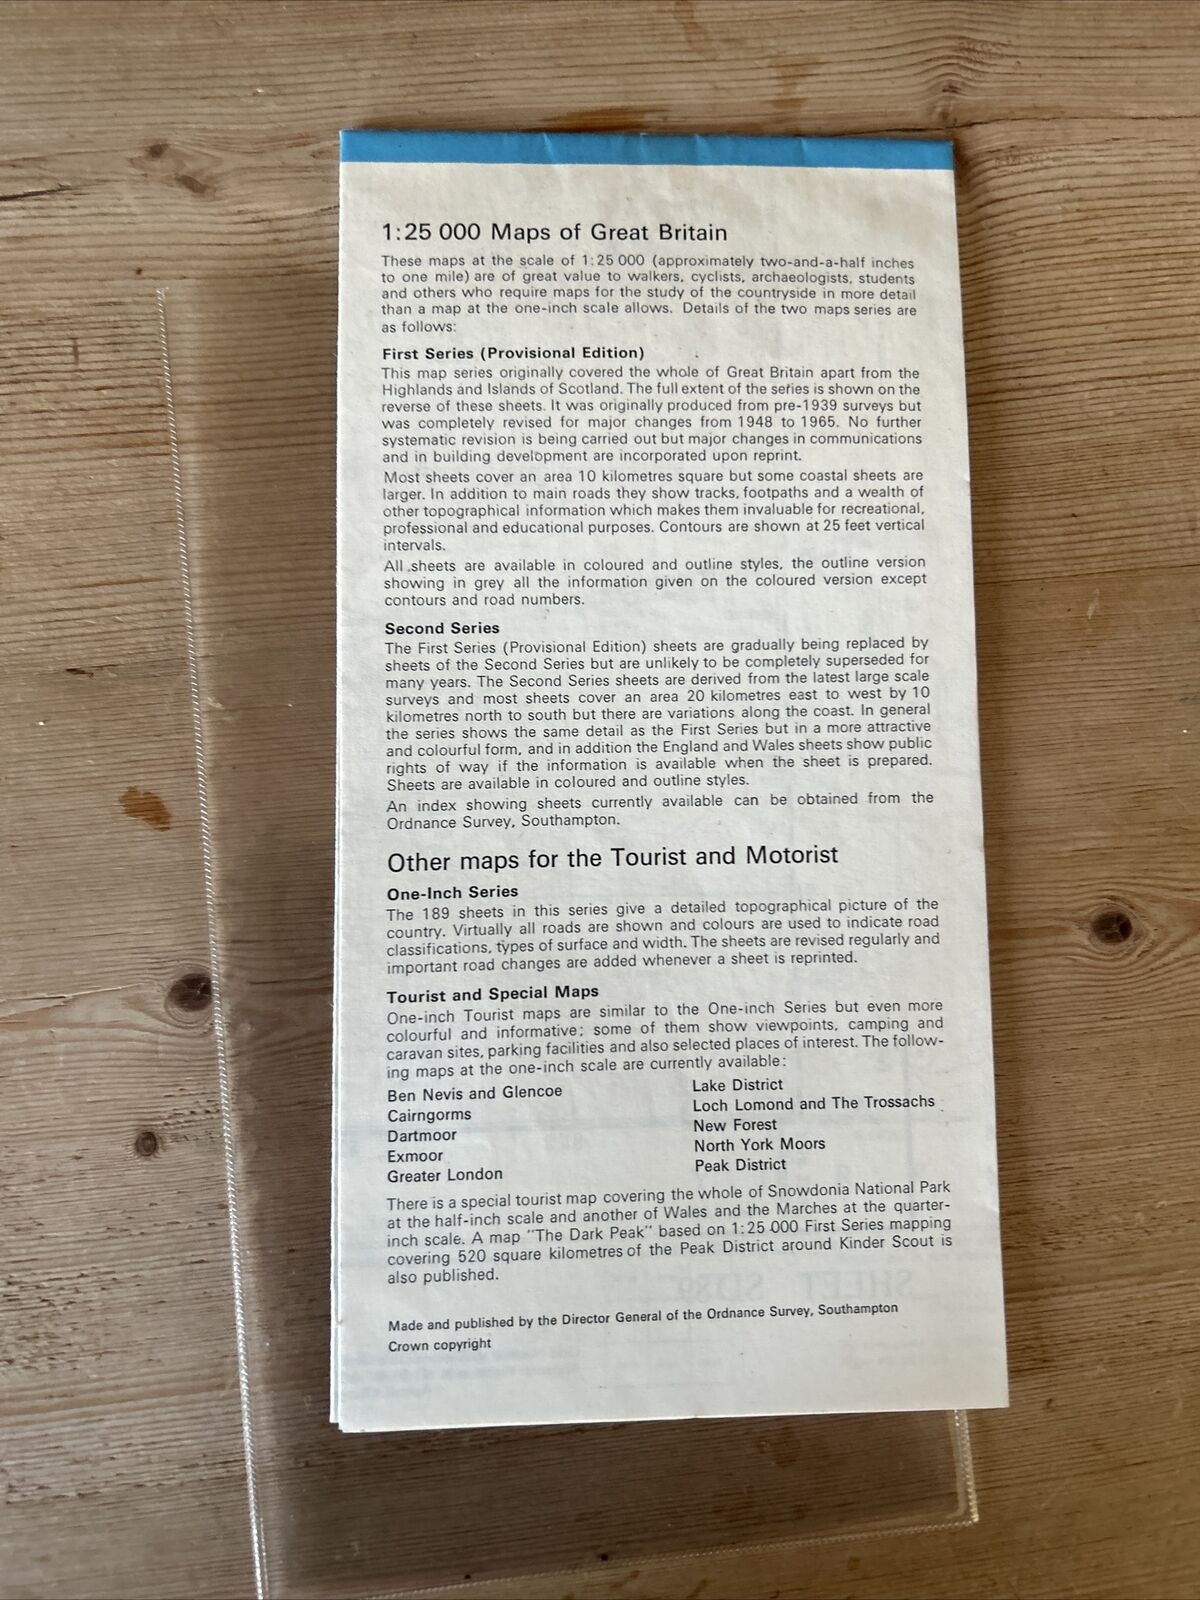 1:25 000 Maps of Great Britain
These maps at the scale of 1:25 000 (approximately two-and-a-half inches
to one mile) are of great value to walkers, cyclists, archaeologists, students
and others who require maps for the study of the countryside in more detail
than a map at the one-inch scale allows. Details of the two maps series are
as follows:
First Series (Provisional Edition)
This map series originally covered the whole of Great Britain apart from the
Highlands and Islands of Scotland. The full extent of the series is shown on the
reverse of these sheets. It was originally produced from pre-1939 surveys but
was completely revised for major changes from 1948 to 1965. No further
systematic revision is being carried out but major changes in communications
and in building development are incorporated upon reprint.
Most sheets cover an area 10 kilometres square but some coastal sheets are
larger. In addition to main roads they show tracks, footpaths and a wealth of
other topographical information which makes them invaluable for recreational,
professional and educational purposes. Contours are shown at 25 feet vertical
intervals.
All sheets are available in coloured and outline styles, the outline version
showing in grey all the information given on the coloured version except
contours and road numbers.
Second Series
The First Series (Provisional Edition) sheets are gradually being replaced by
sheets of the Second Series but are unlikely to be completely superseded for
many years. The Second Series sheets are derived from the latest large scale
surveys and most sheets cover an area 20 kilometres east to west by 10
kilometres north to south but there are variations along the coast. In general
the series shows the same detail as the First Series but in a more attractive
and colourful form, and in addition the England and Wales sheets show public
rights of way if the information is available when the sheet is prepared.
Sheets are available in coloured and outline styles.
An index showing sheets currently available can be obtained from the
Ordnance Survey, Southampton.
Other maps for the Tourist and Motorist
One-Inch Series
The 189 sheets in this series give a detailed topographical picture of the
country. Virtually all roads are shown and colours are used to indicate road
classifications, types of surface and width. The sheets are revised regularly and
important road changes are added whenever a sheet is reprinted.
Tourist and Special Maps
One-inch Tourist maps are similar to the One-inch Series but even more
colourful and informative; some of them show viewpoints, camping and
caravan sites, parking facilities and also selected places of interest. The follow-
ing maps at the one-inch scale are currently available:
Ben Nevis and Glencoe
Cairngorms
Dartmoor
Exmoor
Greater London
Lake District
Loch Lomond and The Trossachs
New Forest
North York Moors
Peak District
There is a special tourist map covering the whole of Snowdonia National Park
at the half-inch scale and another of Wales and the Marches at the quarter-
inch scale. A map "The Dark Peak" based on 1:25 000 First Series mapping
covering 520 square kilometres of the Peak District around Kinder Scout is
also published.
Made and published by the Director General of the Ordnance Survey, Southampton
Crown copyright